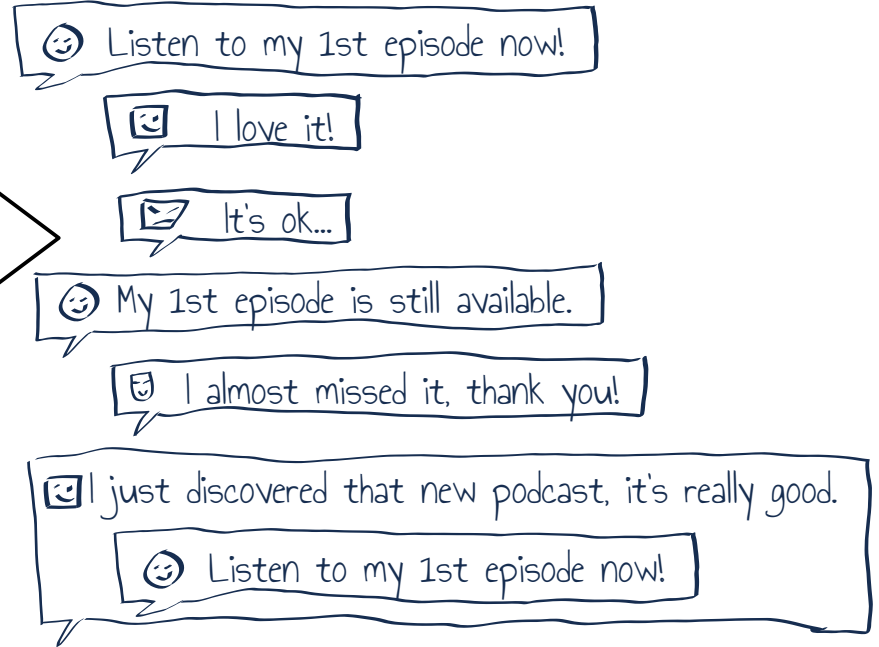 Listen to my 1st episode now!
I love it!
It's ok...
My 1st episode is still available.
I almost missed it, thank you!
I just discovered that new podcast, it's really good.
Listen to my 1st episode now!